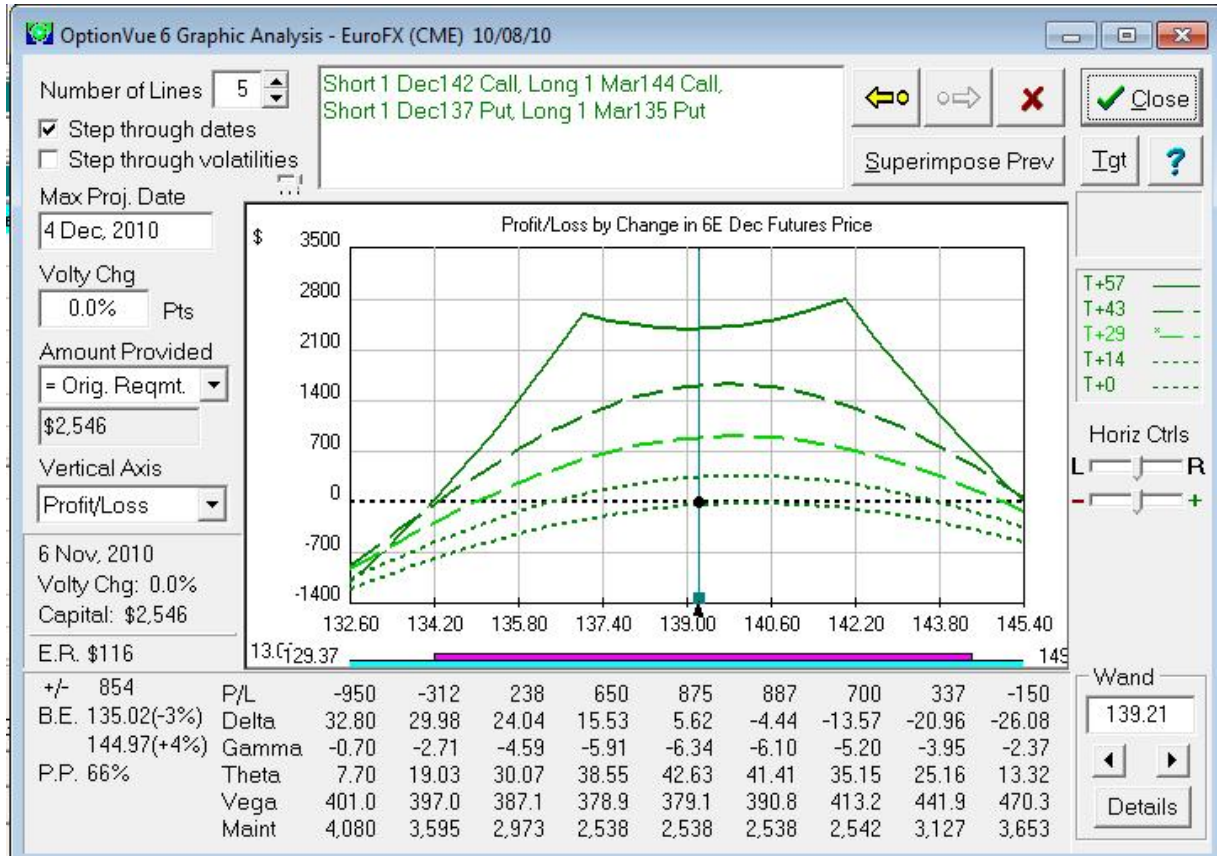 OptionVue 6 Graphic Analysis - EuroFX (CME) 10/08/10
Number of Lines 5
Step through dates
Step through volatilities
Short 1 Dec142 Call, Long 1 Mar144 Call,
Short 1 Dec137 Put, Long 1 Mar135 Put
Close
Superimpose Prev
Tgt
?
Max Proj. Date
4 Dec, 2010
Volty Chg
0.0% Pts
Amount Provided
= Orig. Reqmt.
$2,546
Vertical Axis
Profit/Loss
6 Nov, 2010
Volty Chg: 0.0%
Capital: $2,546
E.R. $116
Profit/Loss by Change in 6E Dec Futures Price
$ 3500
2800
2100
1400
700
0
-700
-1400
132.60 134.20 135.80 137.40 139.00 140.60 142.20 143.80 145.40
129.37
T+57
T+43
T+29
T+14
T+0
Horiz Ctrls
L R
- +
+/- 854
B.E. 135.02(-3%)
144.97(+4%)
P.P. 66%
P/L -950 -312 238 650 875 887 700 337 -150
Delta 32.80 29.98 24.04 15.53 5.62 -4.44 -13.57 -20.96 -26.08
Gamma -0.70 -2.71 -4.59 -5.91 -6.34 -6.10 -5.20 -3.95 -2.37
Theta 7.70 19.03 30.07 38.55 42.63 41.41 35.15 25.16 13.32
Vega 401.0 397.0 387.1 378.9 379.1 390.8 413.2 441.9 470.3
Maint 4,080 3,595 2,973 2,538 2,538 2,538 2,542 3,127 3,653
Wand
139.21
Details